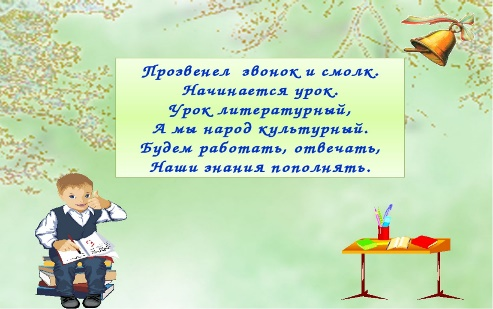 Прозвенел звонок и смолк.
Начинается урок.
Урок литературный,
А мы народ культурный.
Будем работать, отвечать,
Наши знания пополнять.